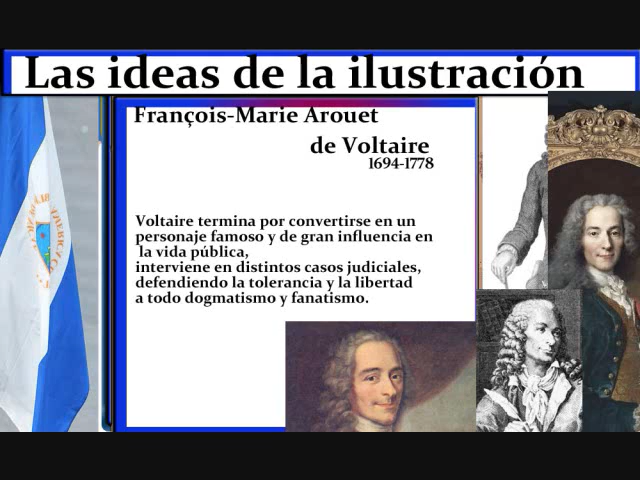 Las ideas de la ilustración
François-Marie Arouet
de Voltaire
1694-1778
Voltaire termina por convertirse en un
personaje famoso y de gran influencia en
la vida pública,
interviene en distintos casos judiciales,
defendiendo la tolerancia y la libertad
a todo dogmatismo y fanatismo.